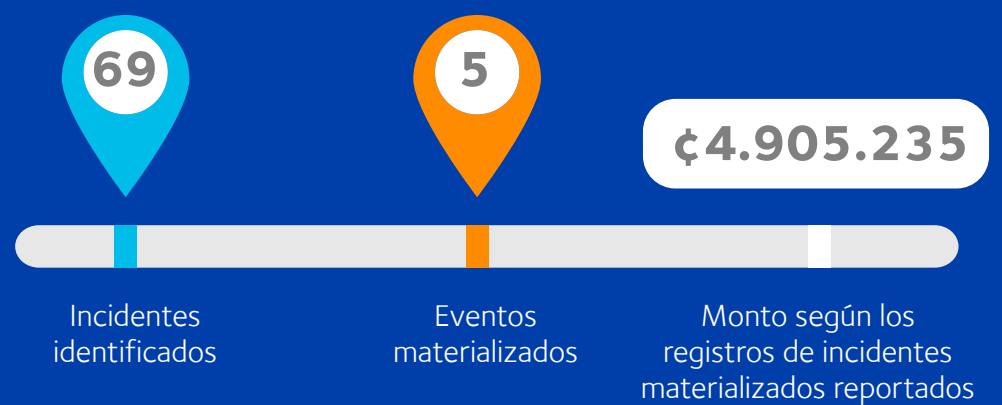 69
5
¢4.905.235
Incidentes
identificados
Eventos
materializados
Monto según los
registros de incidentes
materializados reportados